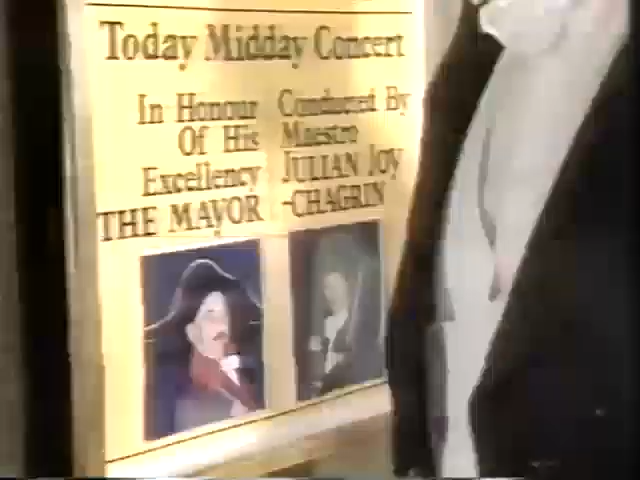 Today Midday Concert
In Honour
Of His
Excellency
THE MAYOR
Conducted By
Maestro
JULIAN JOY
-CHAGRIN